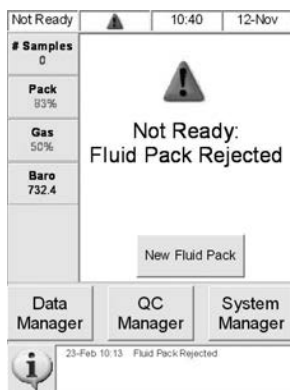 Not Ready
10:40
12-Nov
# Samples
0
Pack
83%
Gas
50%
Baro
732.4
Not Ready:
Fluid Pack Rejected
New Fluid Pack
Data
Manager
QC
Manager
System
Manager
23-Feb 10:13 Fluid Pack Rejected